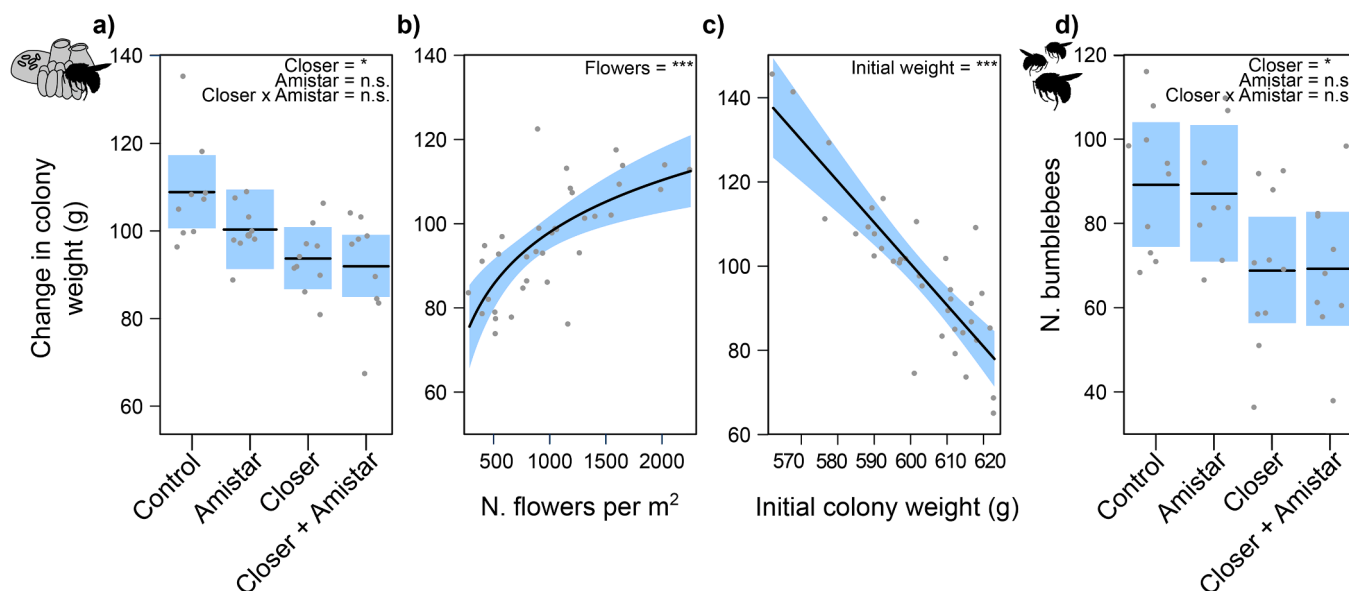 a)
140
120
100
80
60
Change in colony
weight (g)
Closer = *
Amistar = n.s.
Closer x Amistar = n.s.
Control
Amistar
Closer
Closer + Amistar
b)
140
120
100
80
60
Flowers = ***
500 1000 1500 2000
N. flowers per m²
c)
140
120
100
80
60
Initial weight = ***
570 580 590 600 610 620
Initial colony weight (g)
d)
120
100
80
60
40
N. bumblebees
Closer = *
Amistar = n.s
Closer x Amistar = n.s
Control
Amistar
Closer
Closer + Amistar